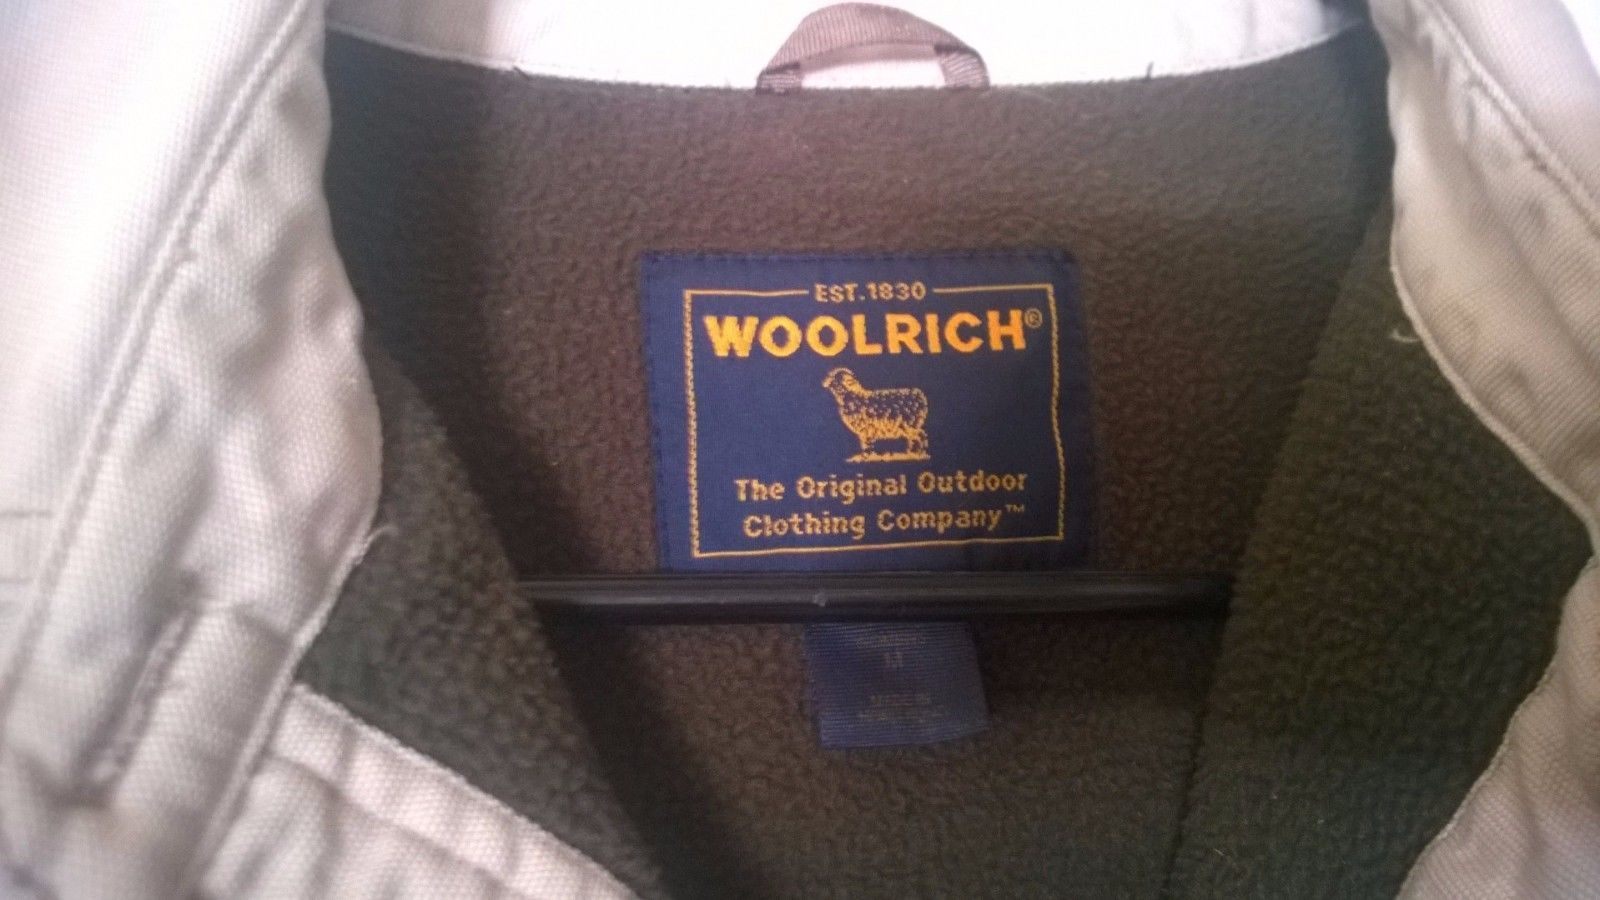 EST. 1830
WOOLRICH®
The Original Outdoor
Clothing Company™
M